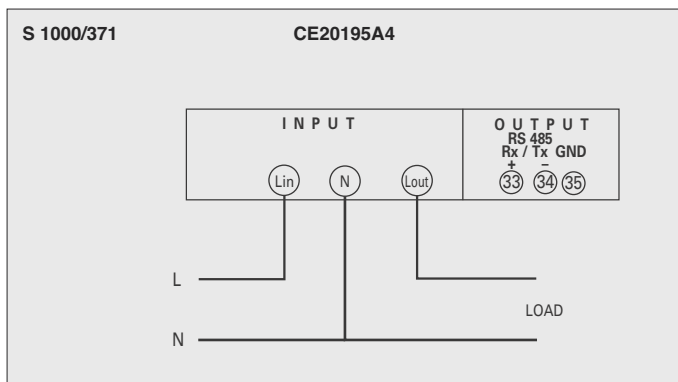 S 1000/371 CE20195A4
INPUT OUTPUT
RS 485
Rx / Tx GND
+ –
Lin N Lout 33 34 35
L
LOAD
N